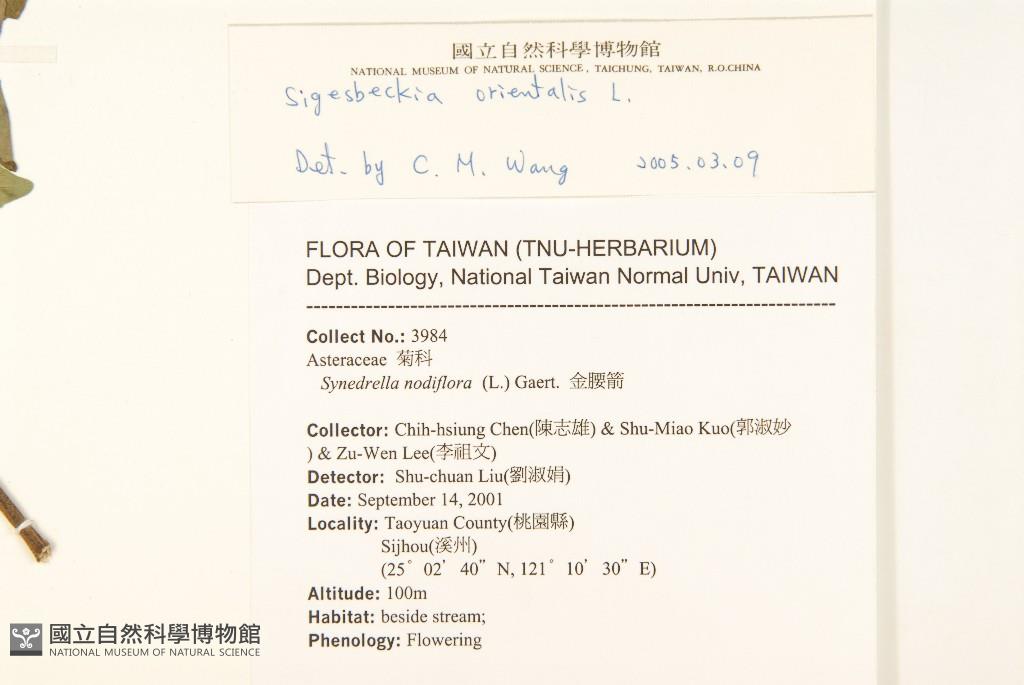 國立自然科學博物館
NATIONAL MUSEUM OF NATURAL SCIENCE, TAICHUNG, TAIWAN, R.O.CHINA
Sigesbeckia orientalis L.
Det. by C. M. Wang 2005.03.09
FLORA OF TAIWAN (TNU-HERBARIUM)
Dept. Biology, National Taiwan Normal Univ, TAIWAN
------------------------------------------------------------------------
Collect No.: 3984
Asteraceae 菊科
Synedrella nodiflora (L.) Gaert. 金腰箭
Collector: Chih-hsiung Chen(陳志雄) & Shu-Miao Kuo(郭淑妙
) & Zu-Wen Lee(李祖文)
Detector: Shu-chuan Liu(劉淑娟)
Date: September 14, 2001
Locality: Taoyuan County(桃園縣)
Sijhou(溪州)
(25° 02' 40" N, 121° 10' 30" E)
Altitude: 100m
Habitat: beside stream;
Phenology: Flowering
國立自然科學博物館
NATIONAL MUSEUM OF NATURAL SCIENCE